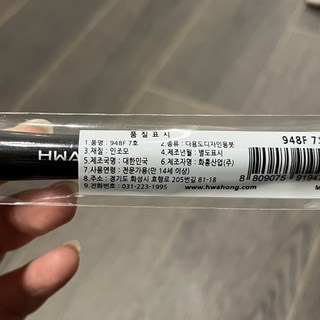 품 질 표 시
1.품명 : 948F 7호 2.종류 : 다용도디자인용붓
3.재질 : 인조모 4.제조년월 : 별도표시
5.제조국명 : 대한민국 6.제조자명 : 화홍산업(주)
7.사용연령 : 전문가용(만 14세 이상)
8.주소 : 경기도 화성시 효행로 205번길 81-18
9.전화번호 : 031-223-1995
HWA
948F 7
www.hwahong.com
8 809075 9194